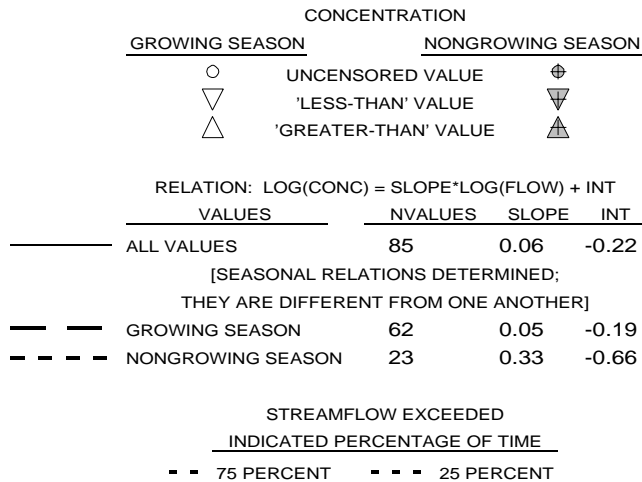 CONCENTRATION
GROWING SEASON NONGROWING SEASON
UNCENSORED VALUE
'LESS-THAN' VALUE
'GREATER-THAN' VALUE
RELATION: LOG(CONC) = SLOPE*LOG(FLOW) + INT
VALUES NVALUES SLOPE INT
ALL VALUES 85 0.06 -0.22
[SEASONAL RELATIONS DETERMINED;
THEY ARE DIFFERENT FROM ONE ANOTHER]
GROWING SEASON 62 0.05 -0.19
NONGROWING SEASON 23 0.33 -0.66
STREAMFLOW EXCEEDED
INDICATED PERCENTAGE OF TIME
75 PERCENT 25 PERCENT